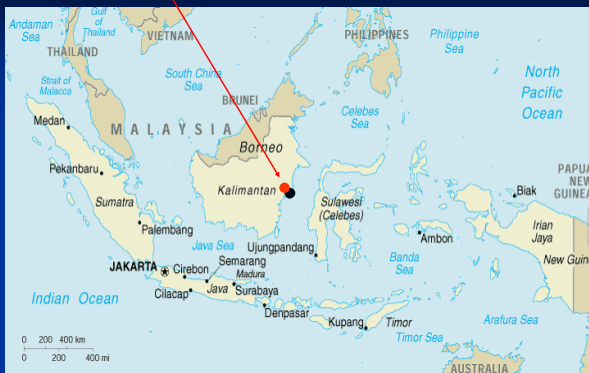 Andaman
Sea
Gulf
of
Thailand
VIETNAM
PHILIPPINES
Philippine
Sea
THAILAND
Strait of
Malacca
South China
Sea
North
Pacific
Ocean
BRUNEI
Celebes
Sea
Medan
MALAYSIA
Borneo
Pekanbaru
Kalimantan
Sumatra
Sulawesi
(Celebes)
Biak
PAPUA
NEW
GUINEA
Palembang
Irian
Jaya
Java Sea
Ujungpandang
Ambon
Banda
Sea
New Guin
JAKARTA
Cirebon
Semarang
Madura
Cilacap
Java
Surabaya
Indian Ocean
Denpasar
Kupang
Timor
Arafura Sea
Timor Sea
0 200 400 km
0 200 400 mi
AUSTRALIA